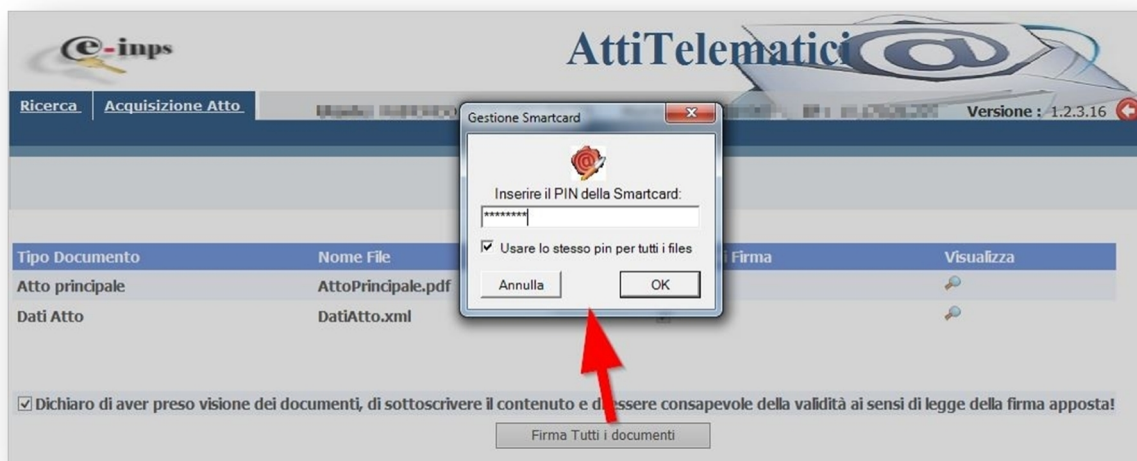 e-inps
AttiTelematici
Ricerca Acquisizione Atto
Versione : 1.2.3.16
Gestione Smartcard
Inserire il PIN della Smartcard:
********
Usare lo stesso pin per tutti i files
Annulla OK
Tipo Documento Nome File Firma Visualizza
Atto principale AttoPrincipale.pdf
Dati Atto DatiAtto.xml
Dichiaro di aver preso visione dei documenti, di sottoscrivere il contenuto e di essere consapevole della validità ai sensi di legge della firma apposta!
Firma Tutti i documenti